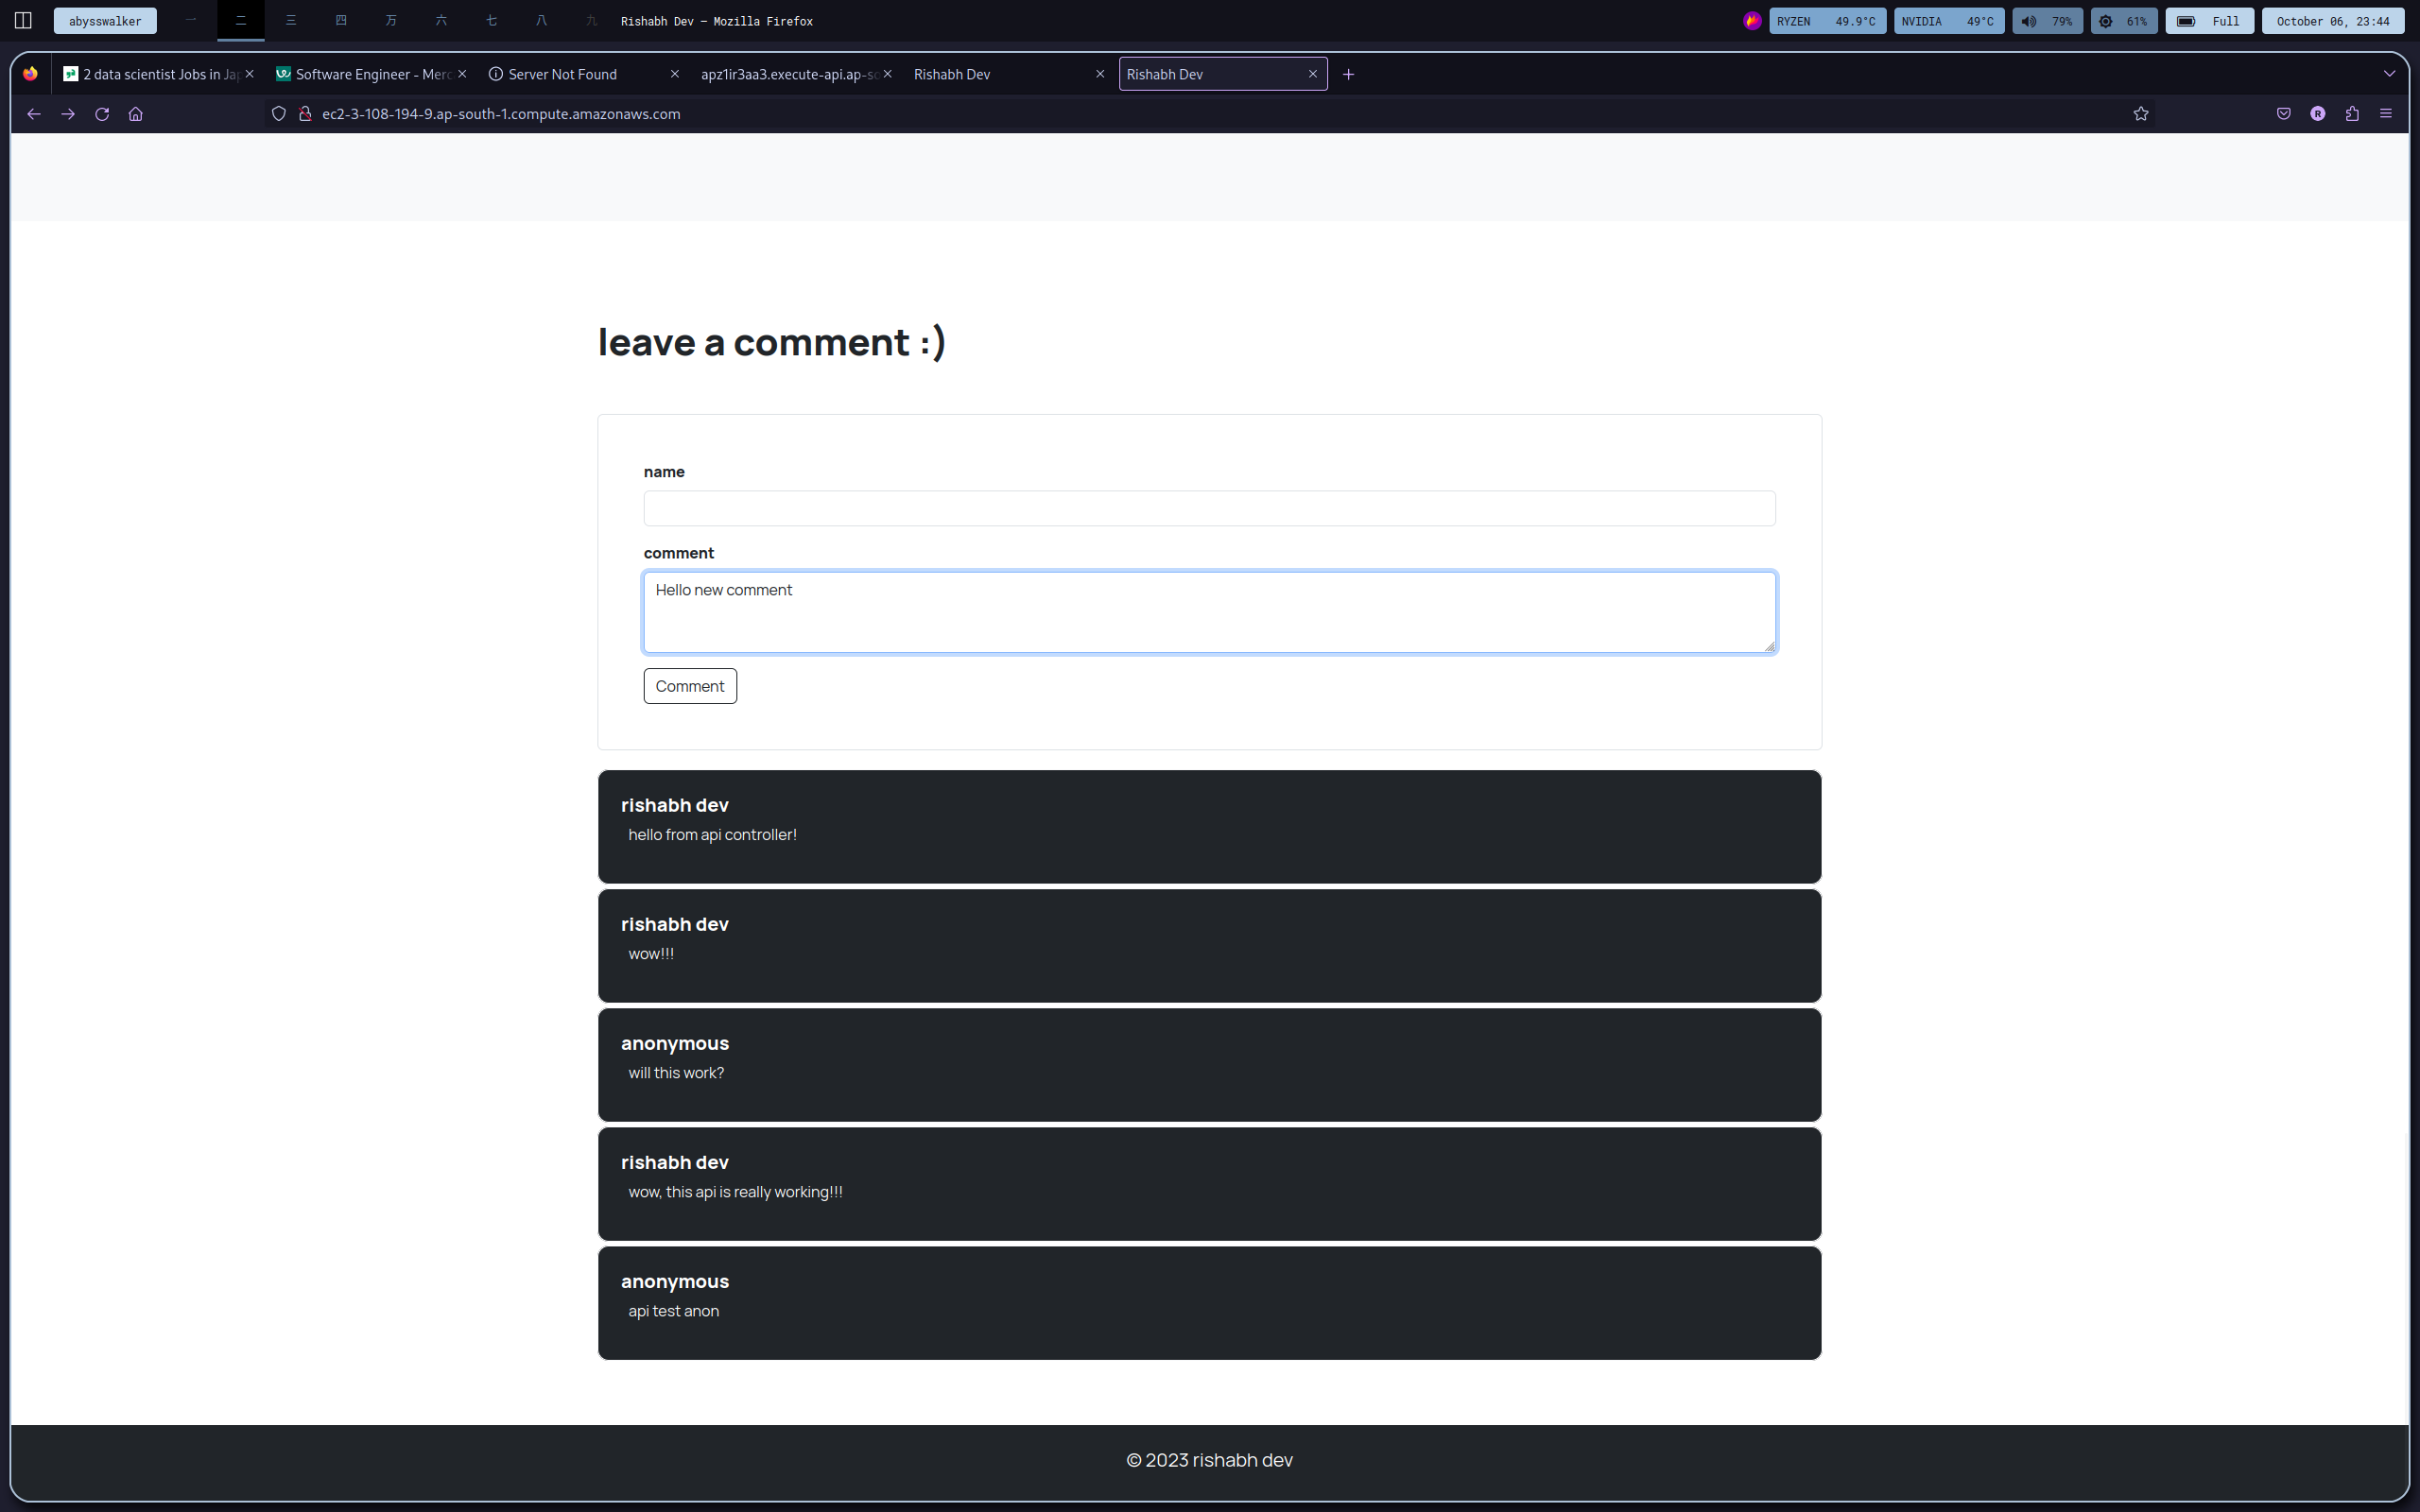 abysswalker 一 二 三 四 万 六 七 八 九 Rishabh Dev — Mozilla Firefox RYZEN 49.9°C NVIDIA 49°C 79% 61% Full October 06, 23:44
2 data scientist Jobs in Jap Software Engineer - Merc Server Not Found apz1ir3aa3.execute-api.ap-so Rishabh Dev Rishabh Dev
ec2-3-108-194-9.ap-south-1.compute.amazonaws.com R
leave a comment :)
name
comment
Hello new comment
Comment
rishabh dev
hello from api controller!
rishabh dev
wow!!!
anonymous
will this work?
rishabh dev
wow, this api is really working!!!
anonymous
api test anon
© 2023 rishabh dev